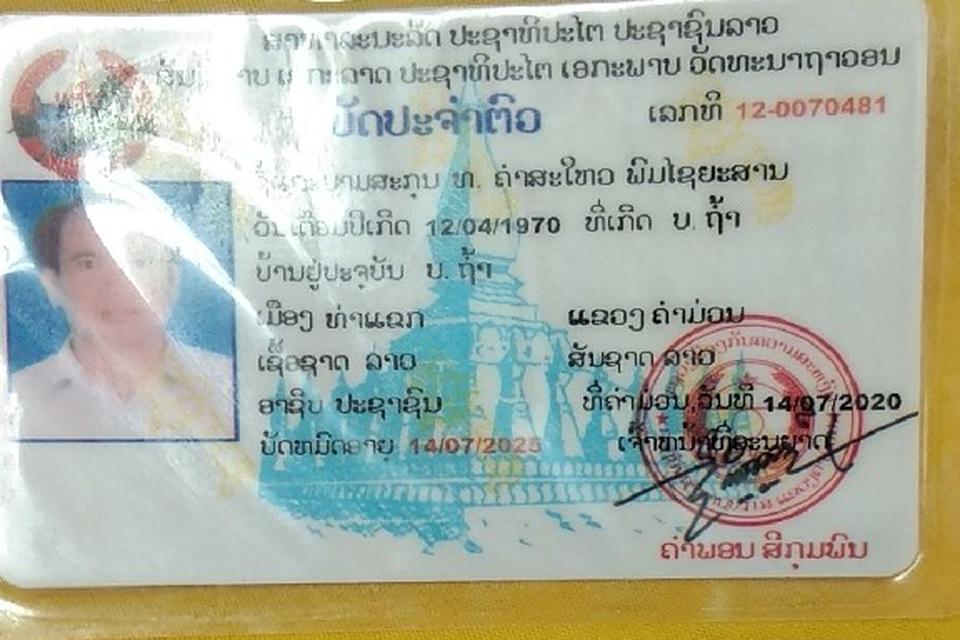 ສາທາລະນະລັດ ປະຊາທິປະໄຕ ປະຊາຊົນລາວ
ສັນຕິພາບ ເອກະລາດ ປະຊາທິປະໄຕ ເອກະພາບ ວັດທະນາຖາວອນ
ບັດປະຈຳຕົວ ເລກທີ 12-0070481
ຊື່ແລະນາມສະກຸນ ທ. ຄຳສະໃຫວ ພິມໄຊຍະສານ
ວັນເດືອນປີເກີດ 12/04/1970 ທີ່ເກີດ ບ. ຖ້ຳ
ບ້ານຢູ່ປະຈຸບັນ ບ. ຖ້ຳ
ເມືອງ ທ່າແຂກ ແຂວງ ຄຳມ່ວນ
ເຊື້ອຊາດ ລາວ ສັນຊາດ ລາວ
ອາຊີບ ປະຊາຊົນ ທີ່ຄຳມ່ວນ,ວັນທີ 14/07/2020
ບັດຫມົດອາຍຸ 14/07/2025 ເຈົ້າຫນ້າທີ່ອະນຸຍາດ
ຄຳພອນ ສີກຸມພົນ